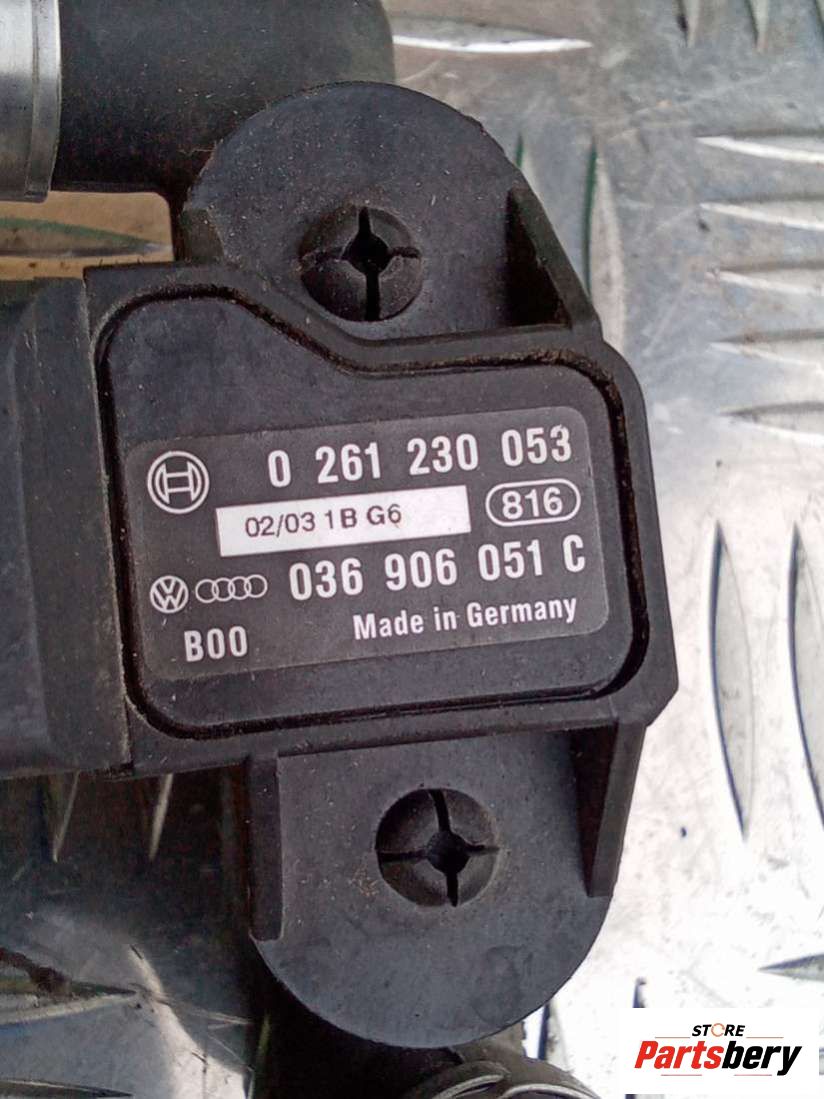 0 261 230 053
02/03 1B G6
816
036 906 051 C
B00
Made in Germany
STORE
Partsbery